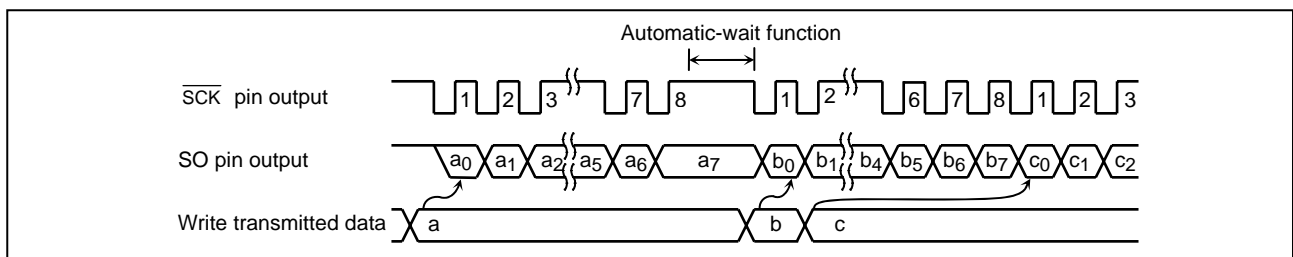 Automatic-wait function
SCK pin output 1 2 3 7 8 1 2 6 7 8 1 2 3
SO pin output a0 a1 a2 a5 a6 a7 b0 b1 b4 b5 b6 b7 c0 c1 c2
Write transmitted data a b c